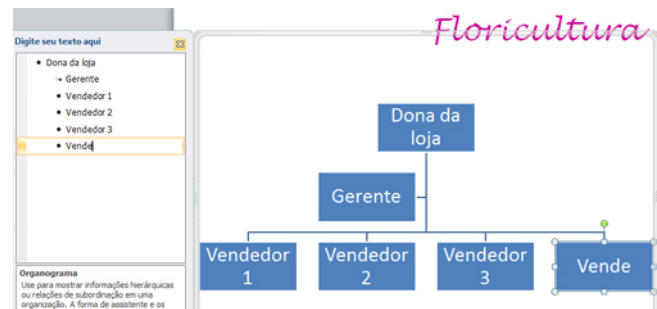 Floricultura
Digite seu texto aqui
Dona da loja
Gerente
Vendedor 1
Vendedor 2
Vendedor 3
Vende
Organograma
Use para mostrar informações hierárquicas
ou relações de subordinação em uma
organização. A forma de assistente e os
Dona da
loja
Gerente
Vendedor
1
Vendedor
2
Vendedor
3
Vende